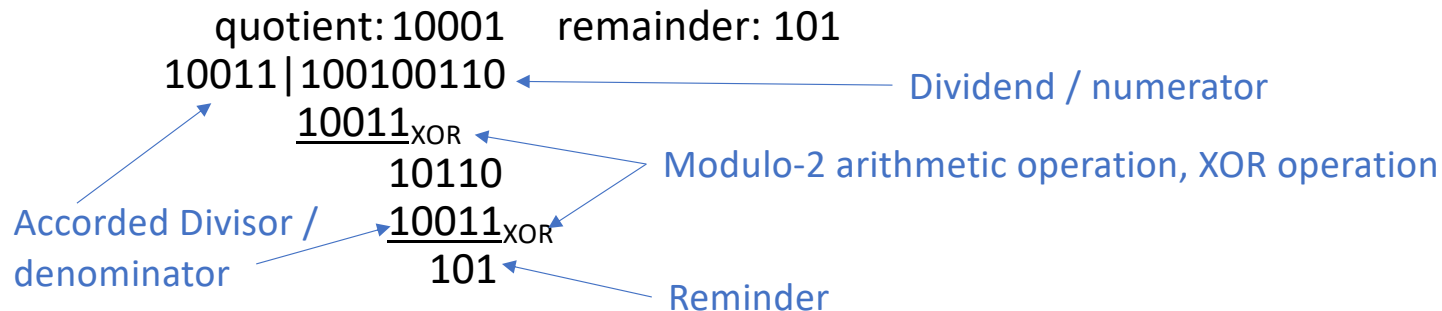 quotient: 10001 remainder: 101
10011|100100110
Dividend / numerator
10011XOR
Modulo-2 arithmetic operation, XOR operation
10110
Accorded Divisor /
denominator
10011XOR
101
Reminder